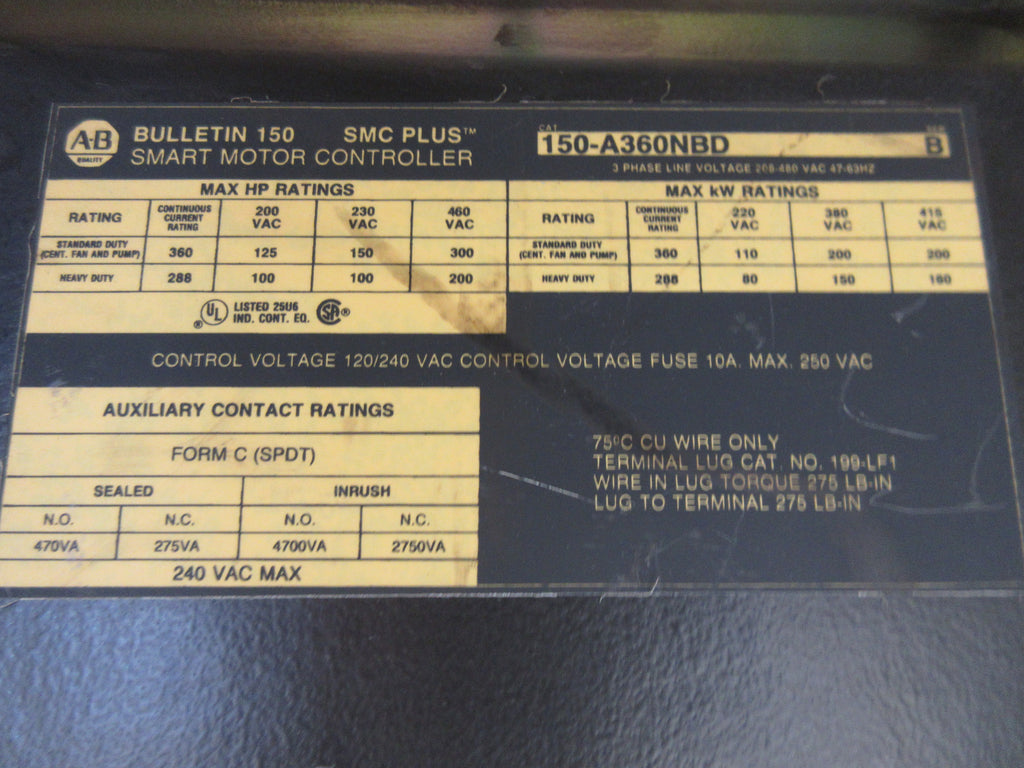 A-B
QUALITY
BULLETIN 150 SMC PLUS™
SMART MOTOR CONTROLLER
CAT
150-A360NBD
SER
B
3 PHASE LINE VOLTAGE 200-480 VAC 47-63HZ
MAX HP RATINGS
RATING CONTINUOUS CURRENT RATING 200 VAC 230 VAC 460 VAC
STANDARD DUTY (CENT. FAN AND PUMP) 360 125 150 300
HEAVY DUTY 288 100 100 200
MAX kW RATINGS
RATING CONTINUOUS CURRENT RATING 220 VAC 380 VAC 415 VAC
STANDARD DUTY (CENT. FAN AND PUMP) 360 110 200 200
HEAVY DUTY 288 80 150 160
UL ® LISTED 25U6
IND. CONT. EQ. SA ®
CONTROL VOLTAGE 120/240 VAC CONTROL VOLTAGE FUSE 10A. MAX. 250 VAC
AUXILIARY CONTACT RATINGS
FORM C (SPDT)
SEALED INRUSH
N.O. N.C. N.O. N.C.
470VA 275VA 4700VA 2750VA
240 VAC MAX
75ºC CU WIRE ONLY
TERMINAL LUG CAT. NO. 199-LF1
WIRE IN LUG TORQUE 275 LB-IN
LUG TO TERMINAL 275 LB-IN